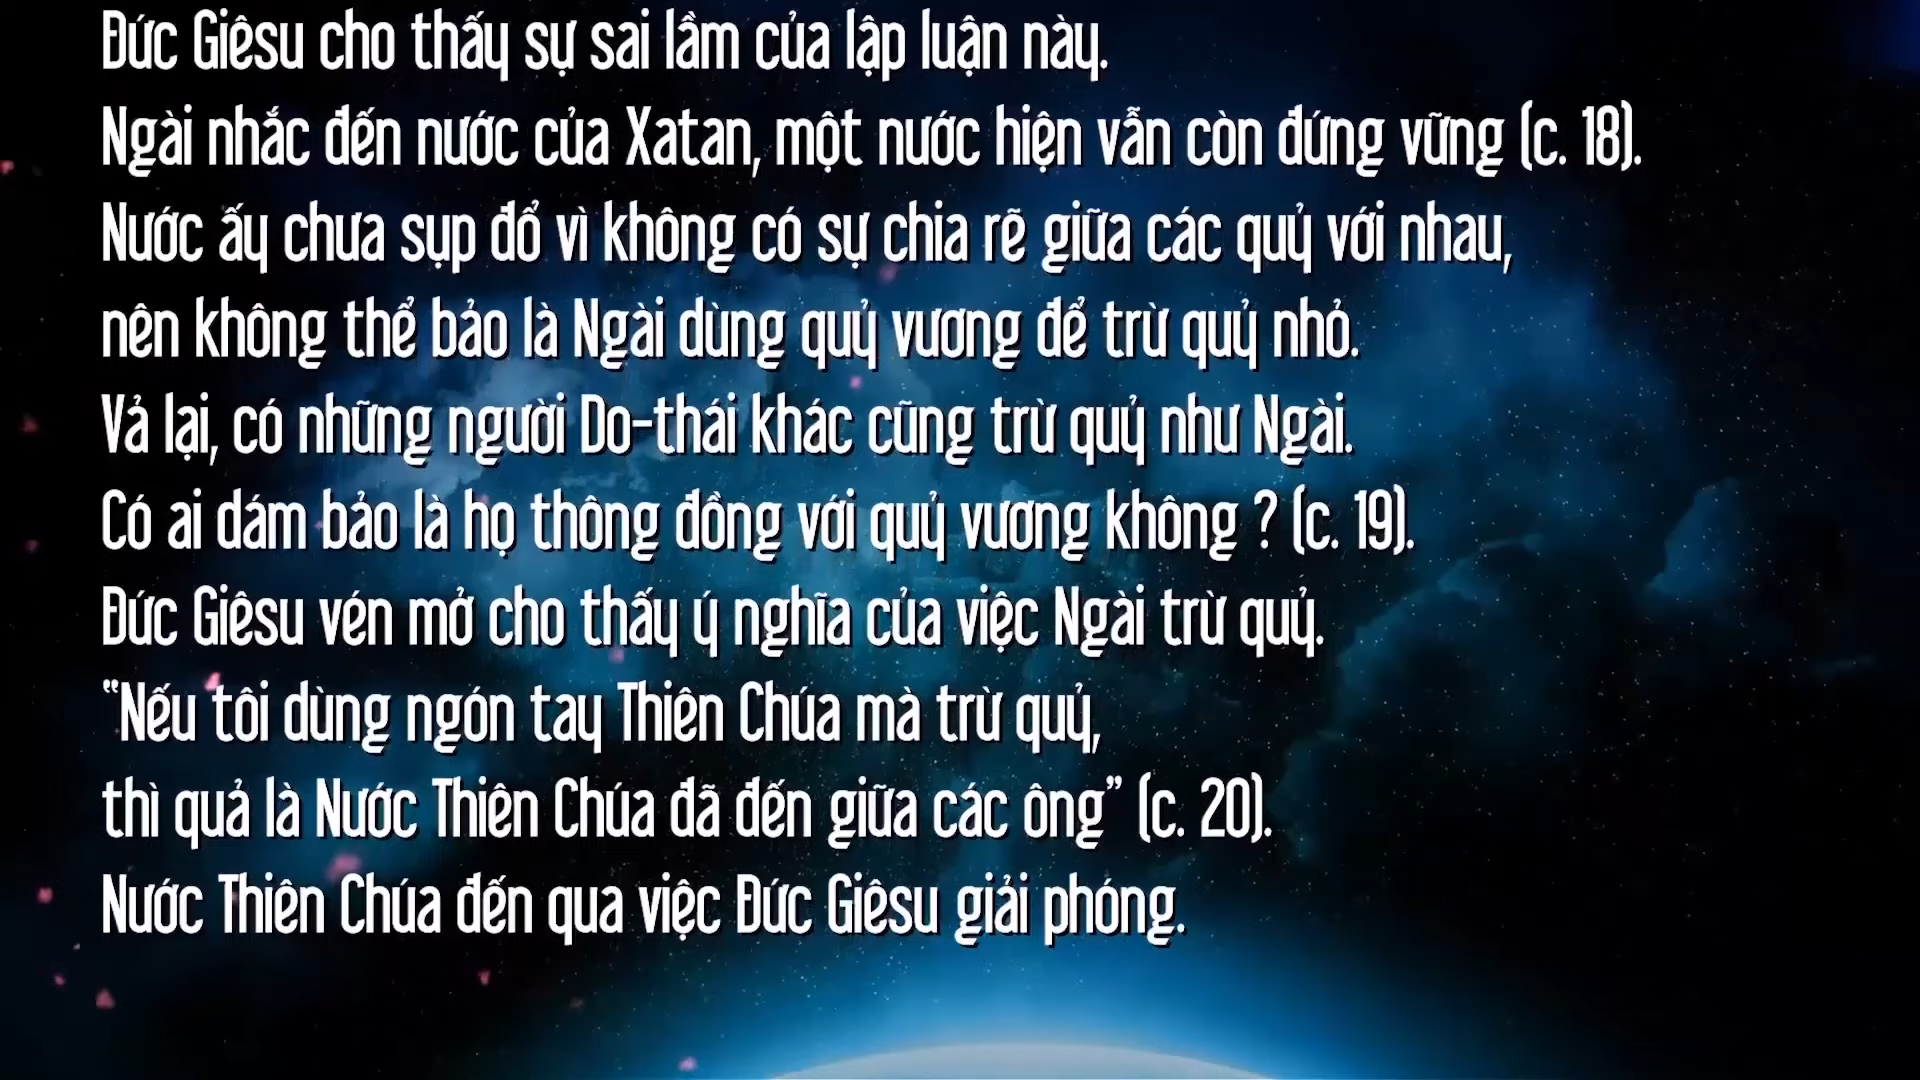 Đức Giêsu cho thấy sự sai lầm của lập luận này.
Ngài nhắc đến nước của Xatan, một nước hiện vẫn còn đứng vững (c. 18).
Nước ấy chưa sụp đổ vì không có sự chia rẽ giữa các quỷ với nhau,
nên không thể bảo là Ngài dùng quỷ vương để trừ quỷ nhỏ.
Vả lại, có những người Do-thái khác cũng trừ quỷ như Ngài.
Có ai dám bảo là họ thông đồng với quỷ vương không ? (c. 19).
Đức Giêsu vén mở cho thấy ý nghĩa của việc Ngài trừ quỷ.
“Nếu tôi dùng ngón tay Thiên Chúa mà trừ quỷ,
thì quả là Nước Thiên Chúa đã đến giữa các ông” (c. 20).
Nước Thiên Chúa đến qua việc Đức Giêsu giải phóng.